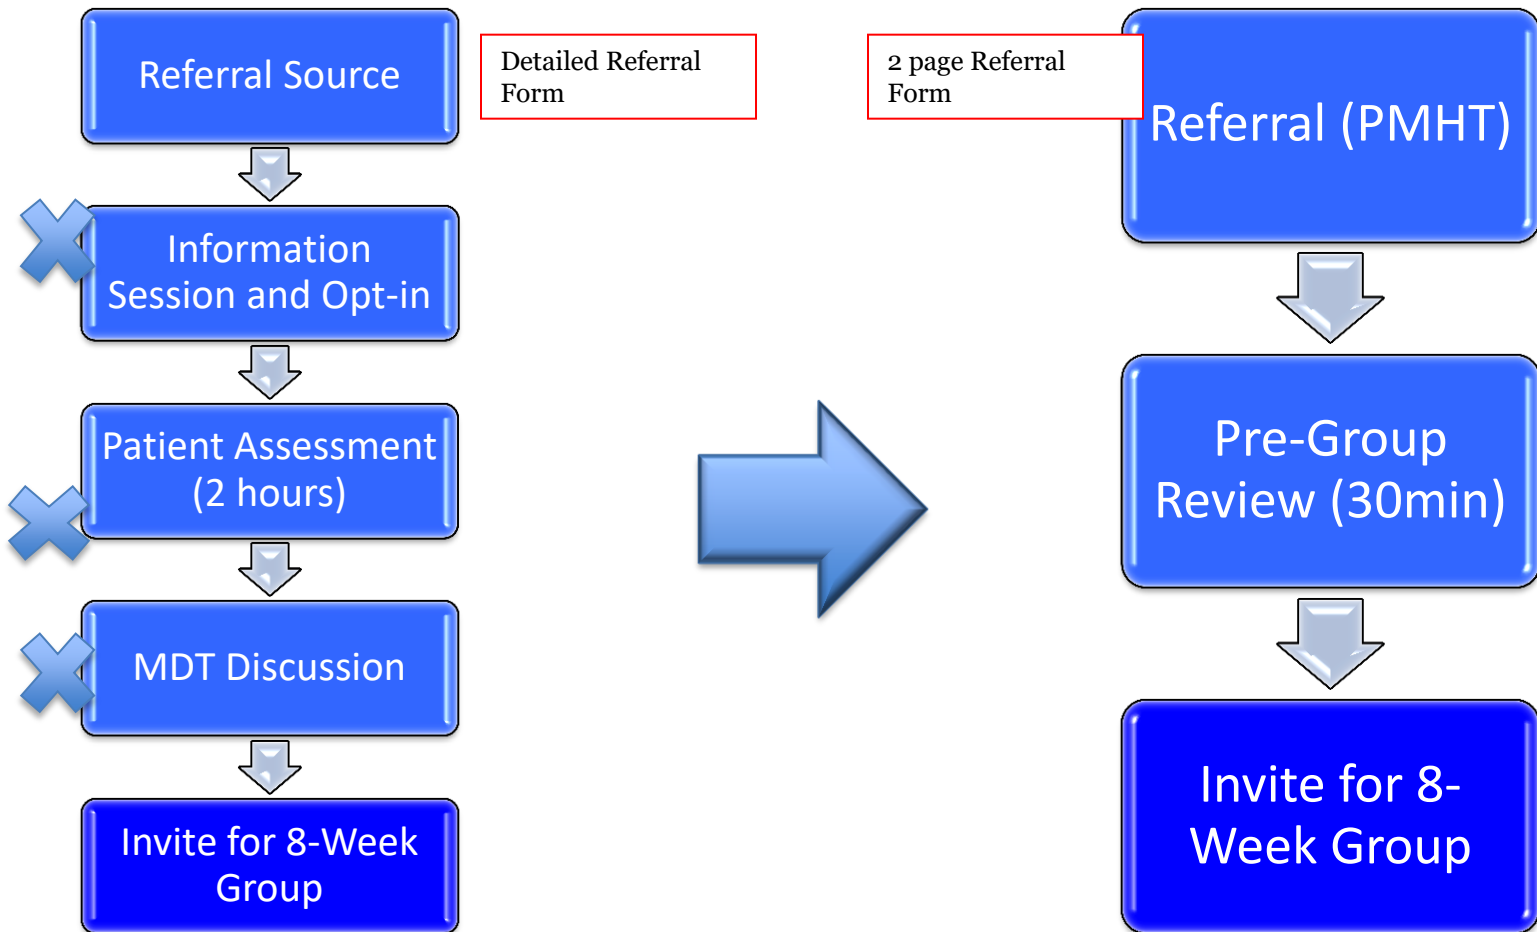 Referral Source
Detailed Referral
Form
Information
Session and Opt-in
Patient Assessment
(2 hours)
MDT Discussion
Invite for 8-Week
Group
2 page Referral
Form
Referral (PMHT)
Pre-Group
Review (30min)
Invite for 8-
Week Group